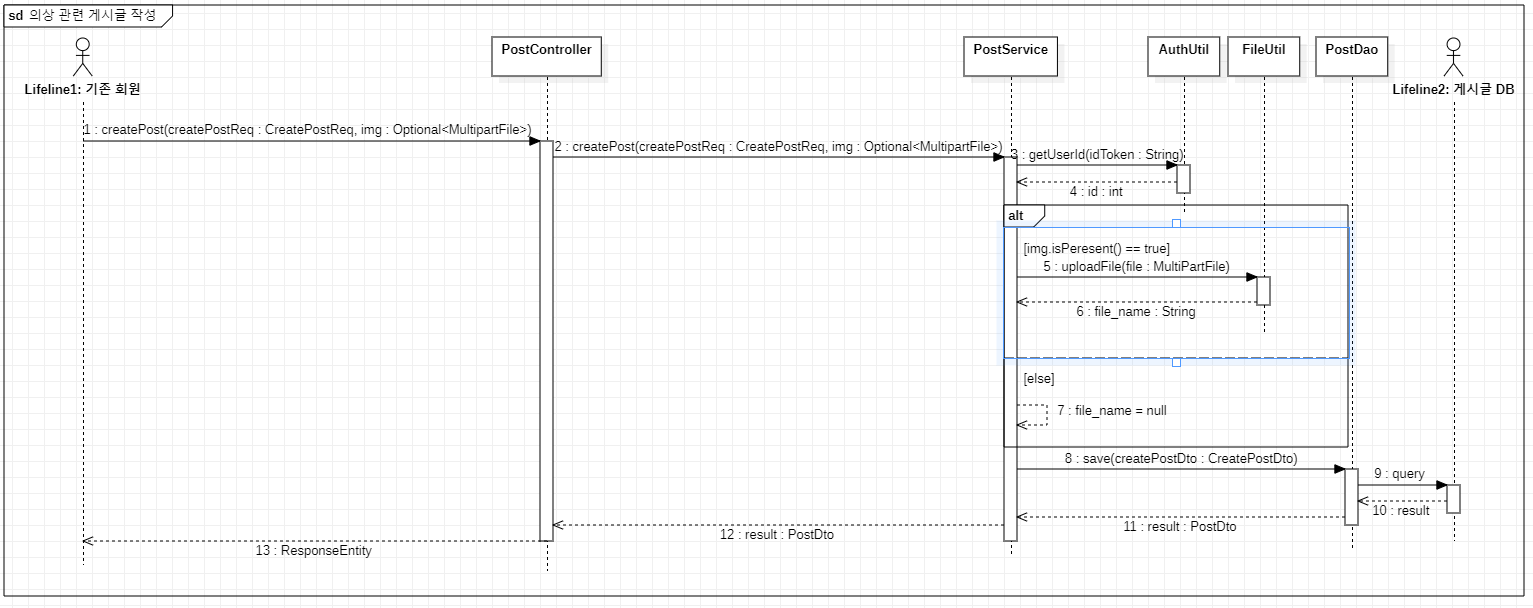 sd 의상 관련 게시글 작성
PostController
PostService
AuthUtil
FileUtil
PostDao
Lifeline1: 기존 회원
Lifeline2: 게시글 DB
1 : createPost(createPostReq : CreatePostReq, img : Optional<MultipartFile>)
2 : createPost(createPostReq : CreatePostReq, img : Optional<MultipartFile>)
3 : getUserId(idToken : String)
4 : id : int
alt
[img.isPeresent() == true]
5 : uploadFile(file : MultiPartFile)
6 : file_name : String
[else]
7 : file_name = null
8 : save(createPostDto : CreatePostDto)
9 : query
10 : result
11 : result : PostDto
12 : result : PostDto
13 : ResponseEntity